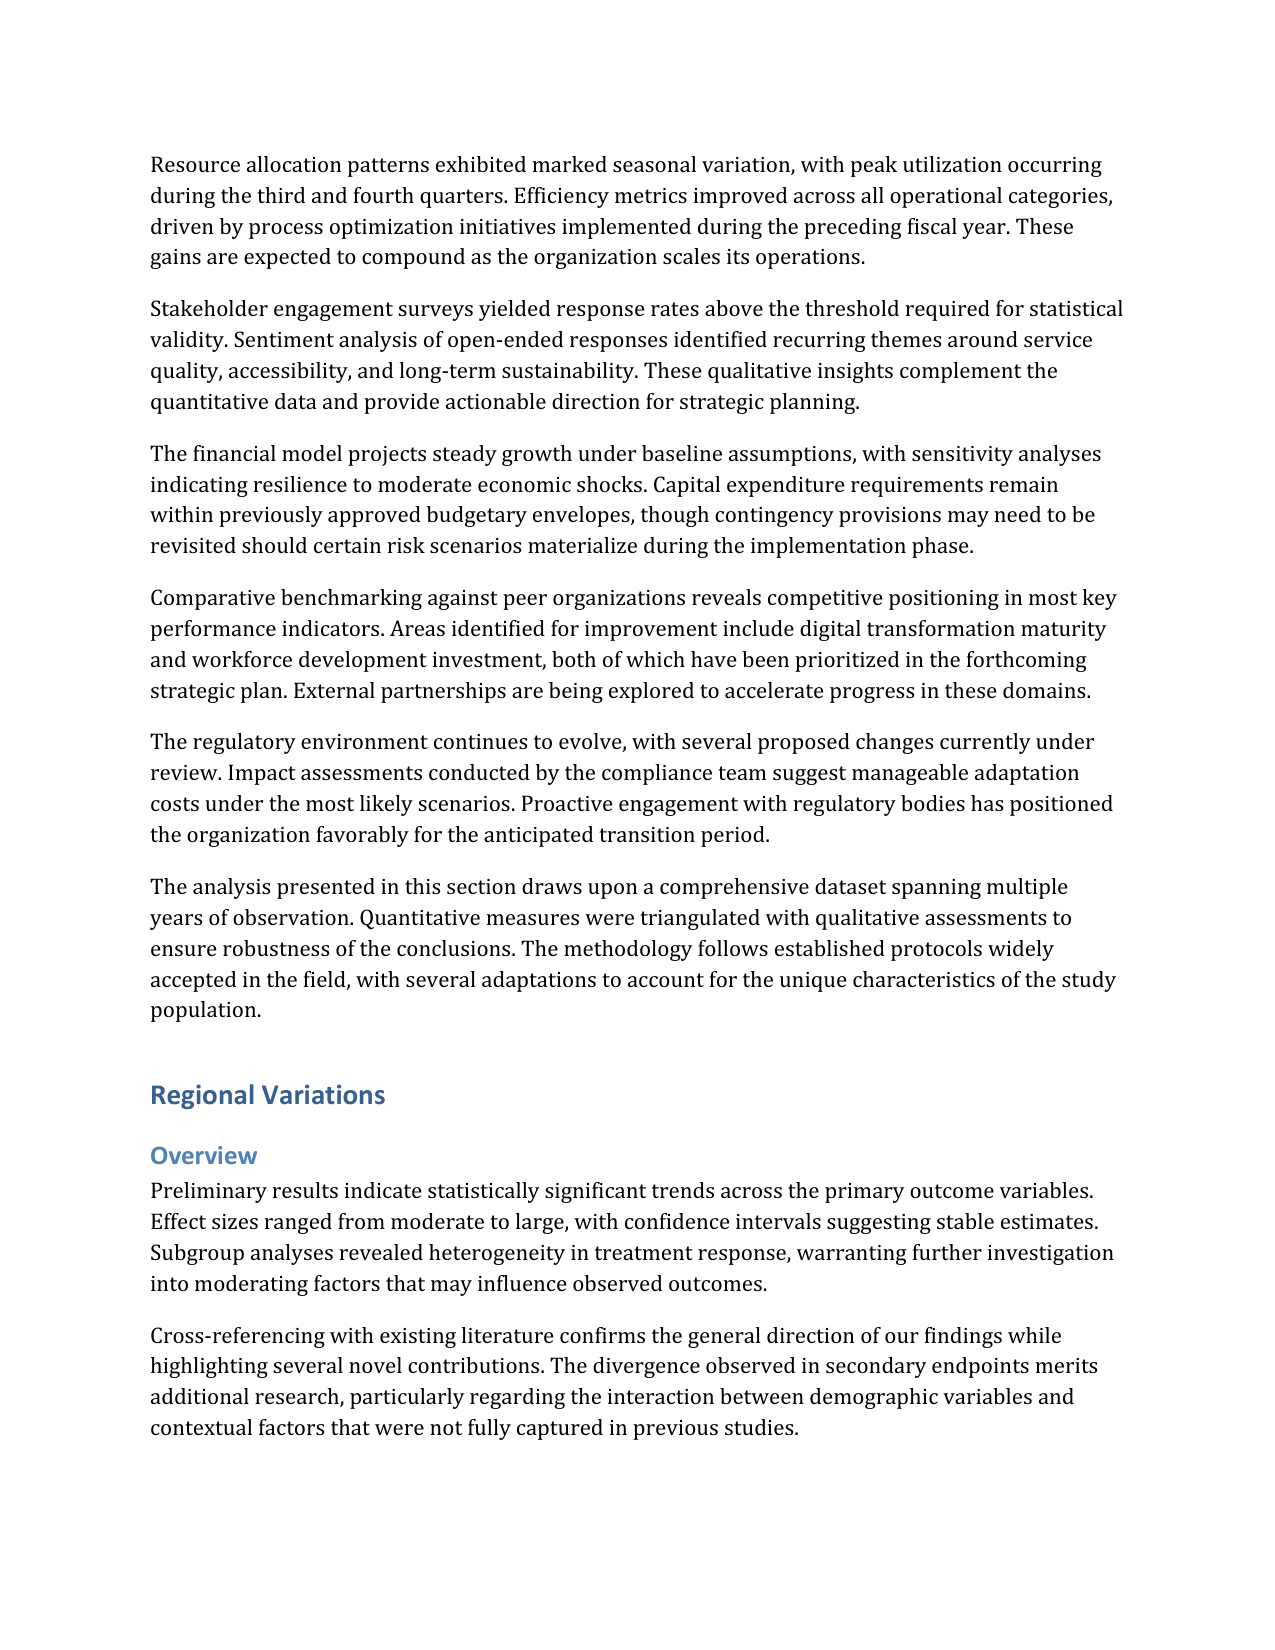 Resource allocation patterns exhibited marked seasonal variation, with peak utilization occurring
during the third and fourth quarters. Efficiency metrics improved across all operational categories,
driven by process optimization initiatives implemented during the preceding fiscal year. These
gains are expected to compound as the organization scales its operations.
Stakeholder engagement surveys yielded response rates above the threshold required for statistical
validity. Sentiment analysis of open-ended responses identified recurring themes around service
quality, accessibility, and long-term sustainability. These qualitative insights complement the
quantitative data and provide actionable direction for strategic planning.
The financial model projects steady growth under baseline assumptions, with sensitivity analyses
indicating resilience to moderate economic shocks. Capital expenditure requirements remain
within previously approved budgetary envelopes, though contingency provisions may need to be
revisited should certain risk scenarios materialize during the implementation phase.
Comparative benchmarking against peer organizations reveals competitive positioning in most key
performance indicators. Areas identified for improvement include digital transformation maturity
and workforce development investment, both of which have been prioritized in the forthcoming
strategic plan. External partnerships are being explored to accelerate progress in these domains.
The regulatory environment continues to evolve, with several proposed changes currently under
review. Impact assessments conducted by the compliance team suggest manageable adaptation
costs under the most likely scenarios. Proactive engagement with regulatory bodies has positioned
the organization favorably for the anticipated transition period.
The analysis presented in this section draws upon a comprehensive dataset spanning multiple
years of observation. Quantitative measures were triangulated with qualitative assessments to
ensure robustness of the conclusions. The methodology follows established protocols widely
accepted in the field, with several adaptations to account for the unique characteristics of the study
population.
Regional Variations
Overview
Preliminary results indicate statistically significant trends across the primary outcome variables.
Effect sizes ranged from moderate to large, with confidence intervals suggesting stable estimates.
Subgroup analyses revealed heterogeneity in treatment response, warranting further investigation
into moderating factors that may influence observed outcomes.
Cross-referencing with existing literature confirms the general direction of our findings while
highlighting several novel contributions. The divergence observed in secondary endpoints merits
additional research, particularly regarding the interaction between demographic variables and
contextual factors that were not fully captured in previous studies.